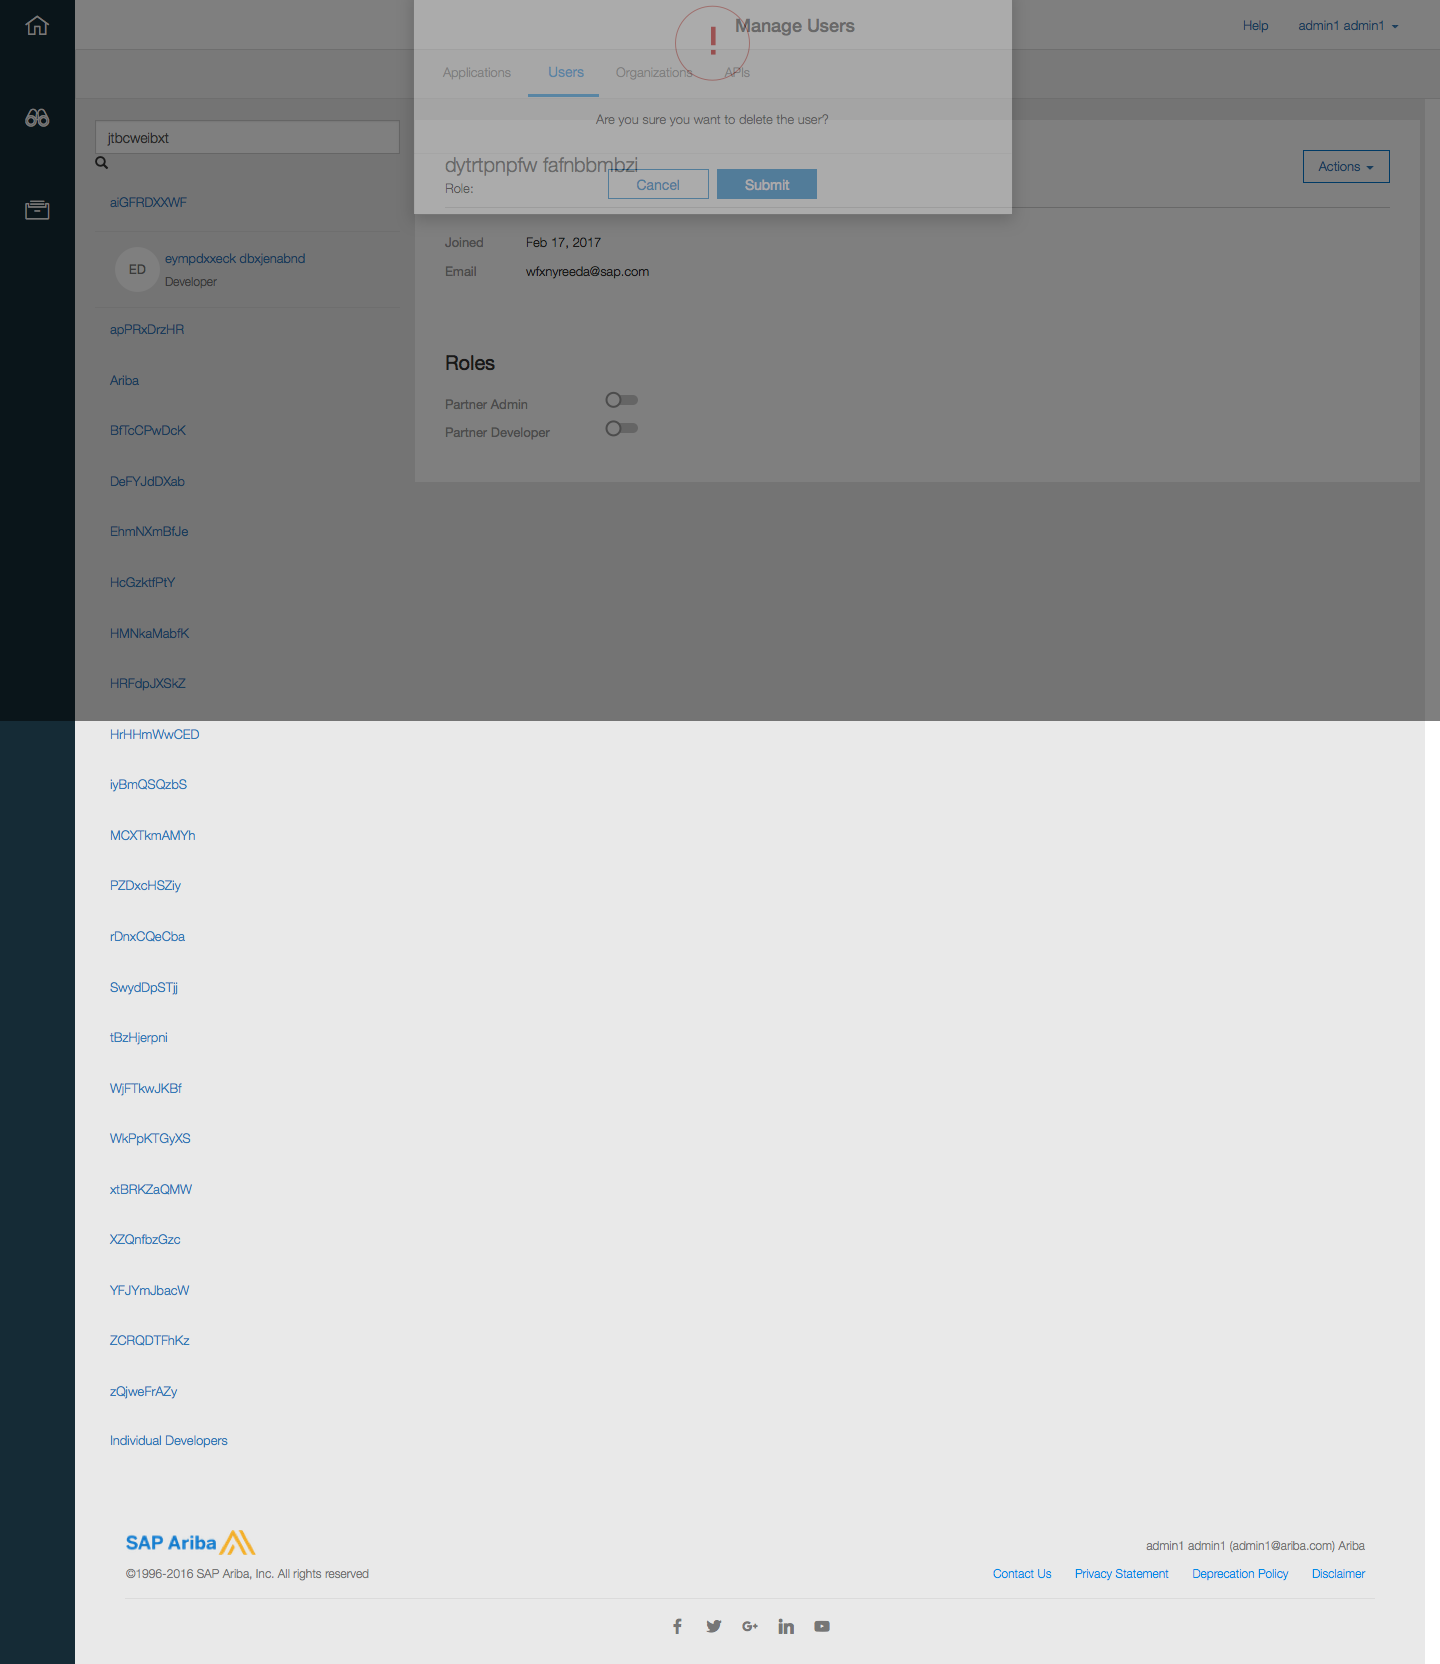 Manage Users
Help
admin1 admin1
!
Applications
Users
Organizations
APIs
Are you sure you want to delete the user?
jtbcweibxt
dytrtpnpfw fafnbbmbzi
Actions
Role:
Cancel
Submit
aiGFRDXXWF
Joined
Feb 17, 2017
ED
eympdxxeck dbxjenabnd
Developer
Email
wfxnyreeda@sap.com
apPRxDrzHR
Roles
Ariba
Partner Admin
BfTcCPwDcK
Partner Developer
DeFYJdDXab
EhmNXmBfJe
HcGzktfPtY
HMNkaMabfK
HRFdpJXSkZ
HrHHmWwCED
iyBmQSQzbS
MCXTkmAMYh
PZDxcHSZiy
rDnxCQeCba
SwydDpSTjj
tBzHjerpni
WjFTkwJKBf
WkPpKTGyXS
xtBRKZaQMW
XZQnfbzGzc
YFJYmJbacW
ZCRQDTFhKz
zQjweFrAZy
Individual Developers
SAP Ariba
admin1 admin1 (admin1@ariba.com) Ariba
©1996-2016 SAP Ariba, Inc. All rights reserved
Contact Us
Privacy Statement
Deprecation Policy
Disclaimer